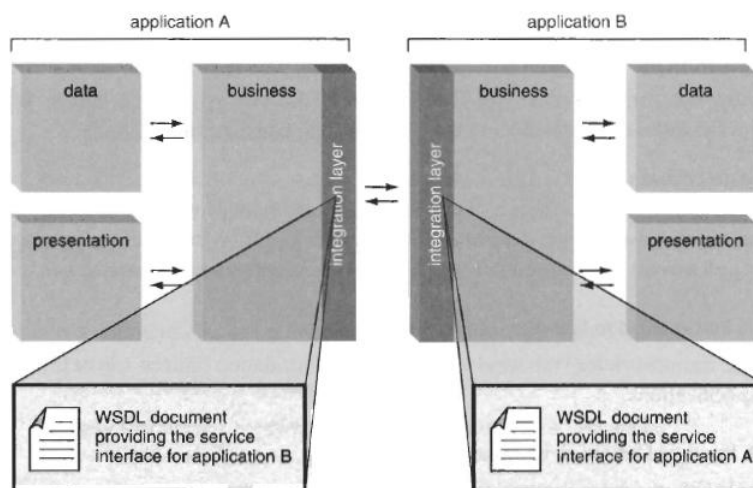 application A
application B
data
business
integration layer
integration layer
business
data
presentation
presentation
WSDL document
providing the service
interface for application B
WSDL document
providing the service
interface for application A